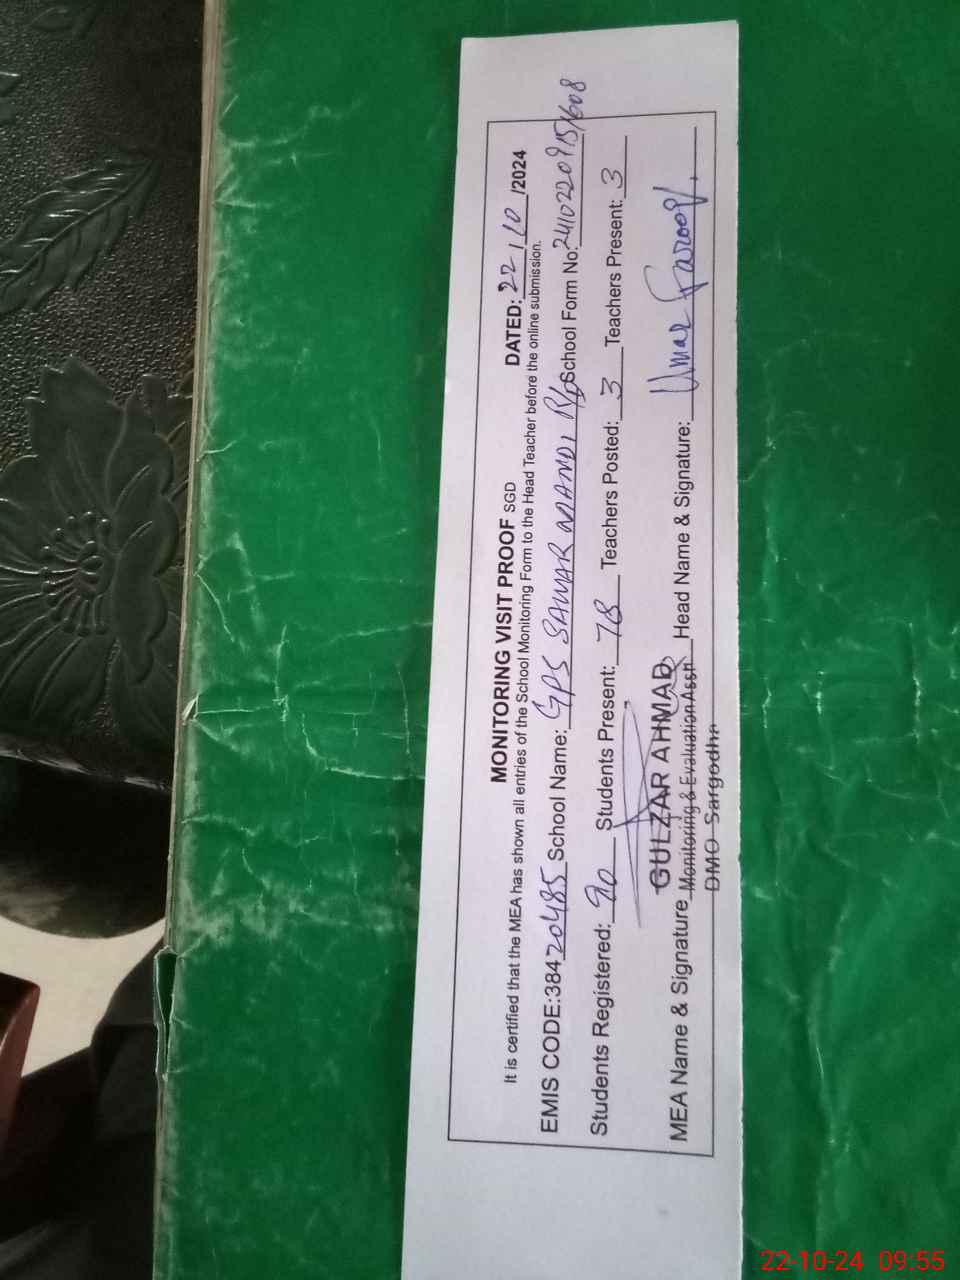 MONITORING VISIT PROOF SGD DATED: 22/10/2024
It is certified that the MEA has shown all entries of the School Monitoring Form to the Head Teacher before the online submission.
EMIS CODE:38420485 School Name: GPS SAWAR MANDI School Form No. 24102209151608
Students Registered: 90 Students Present: 78 Teachers Posted: 3 Teachers Present: 3
GULZAR AHMAD
MEA Name & Signature Monitoring & Evaluation Asstt Head Name & Signature: Umar Farooq
DMO Sargodha
22-10-24 09:55